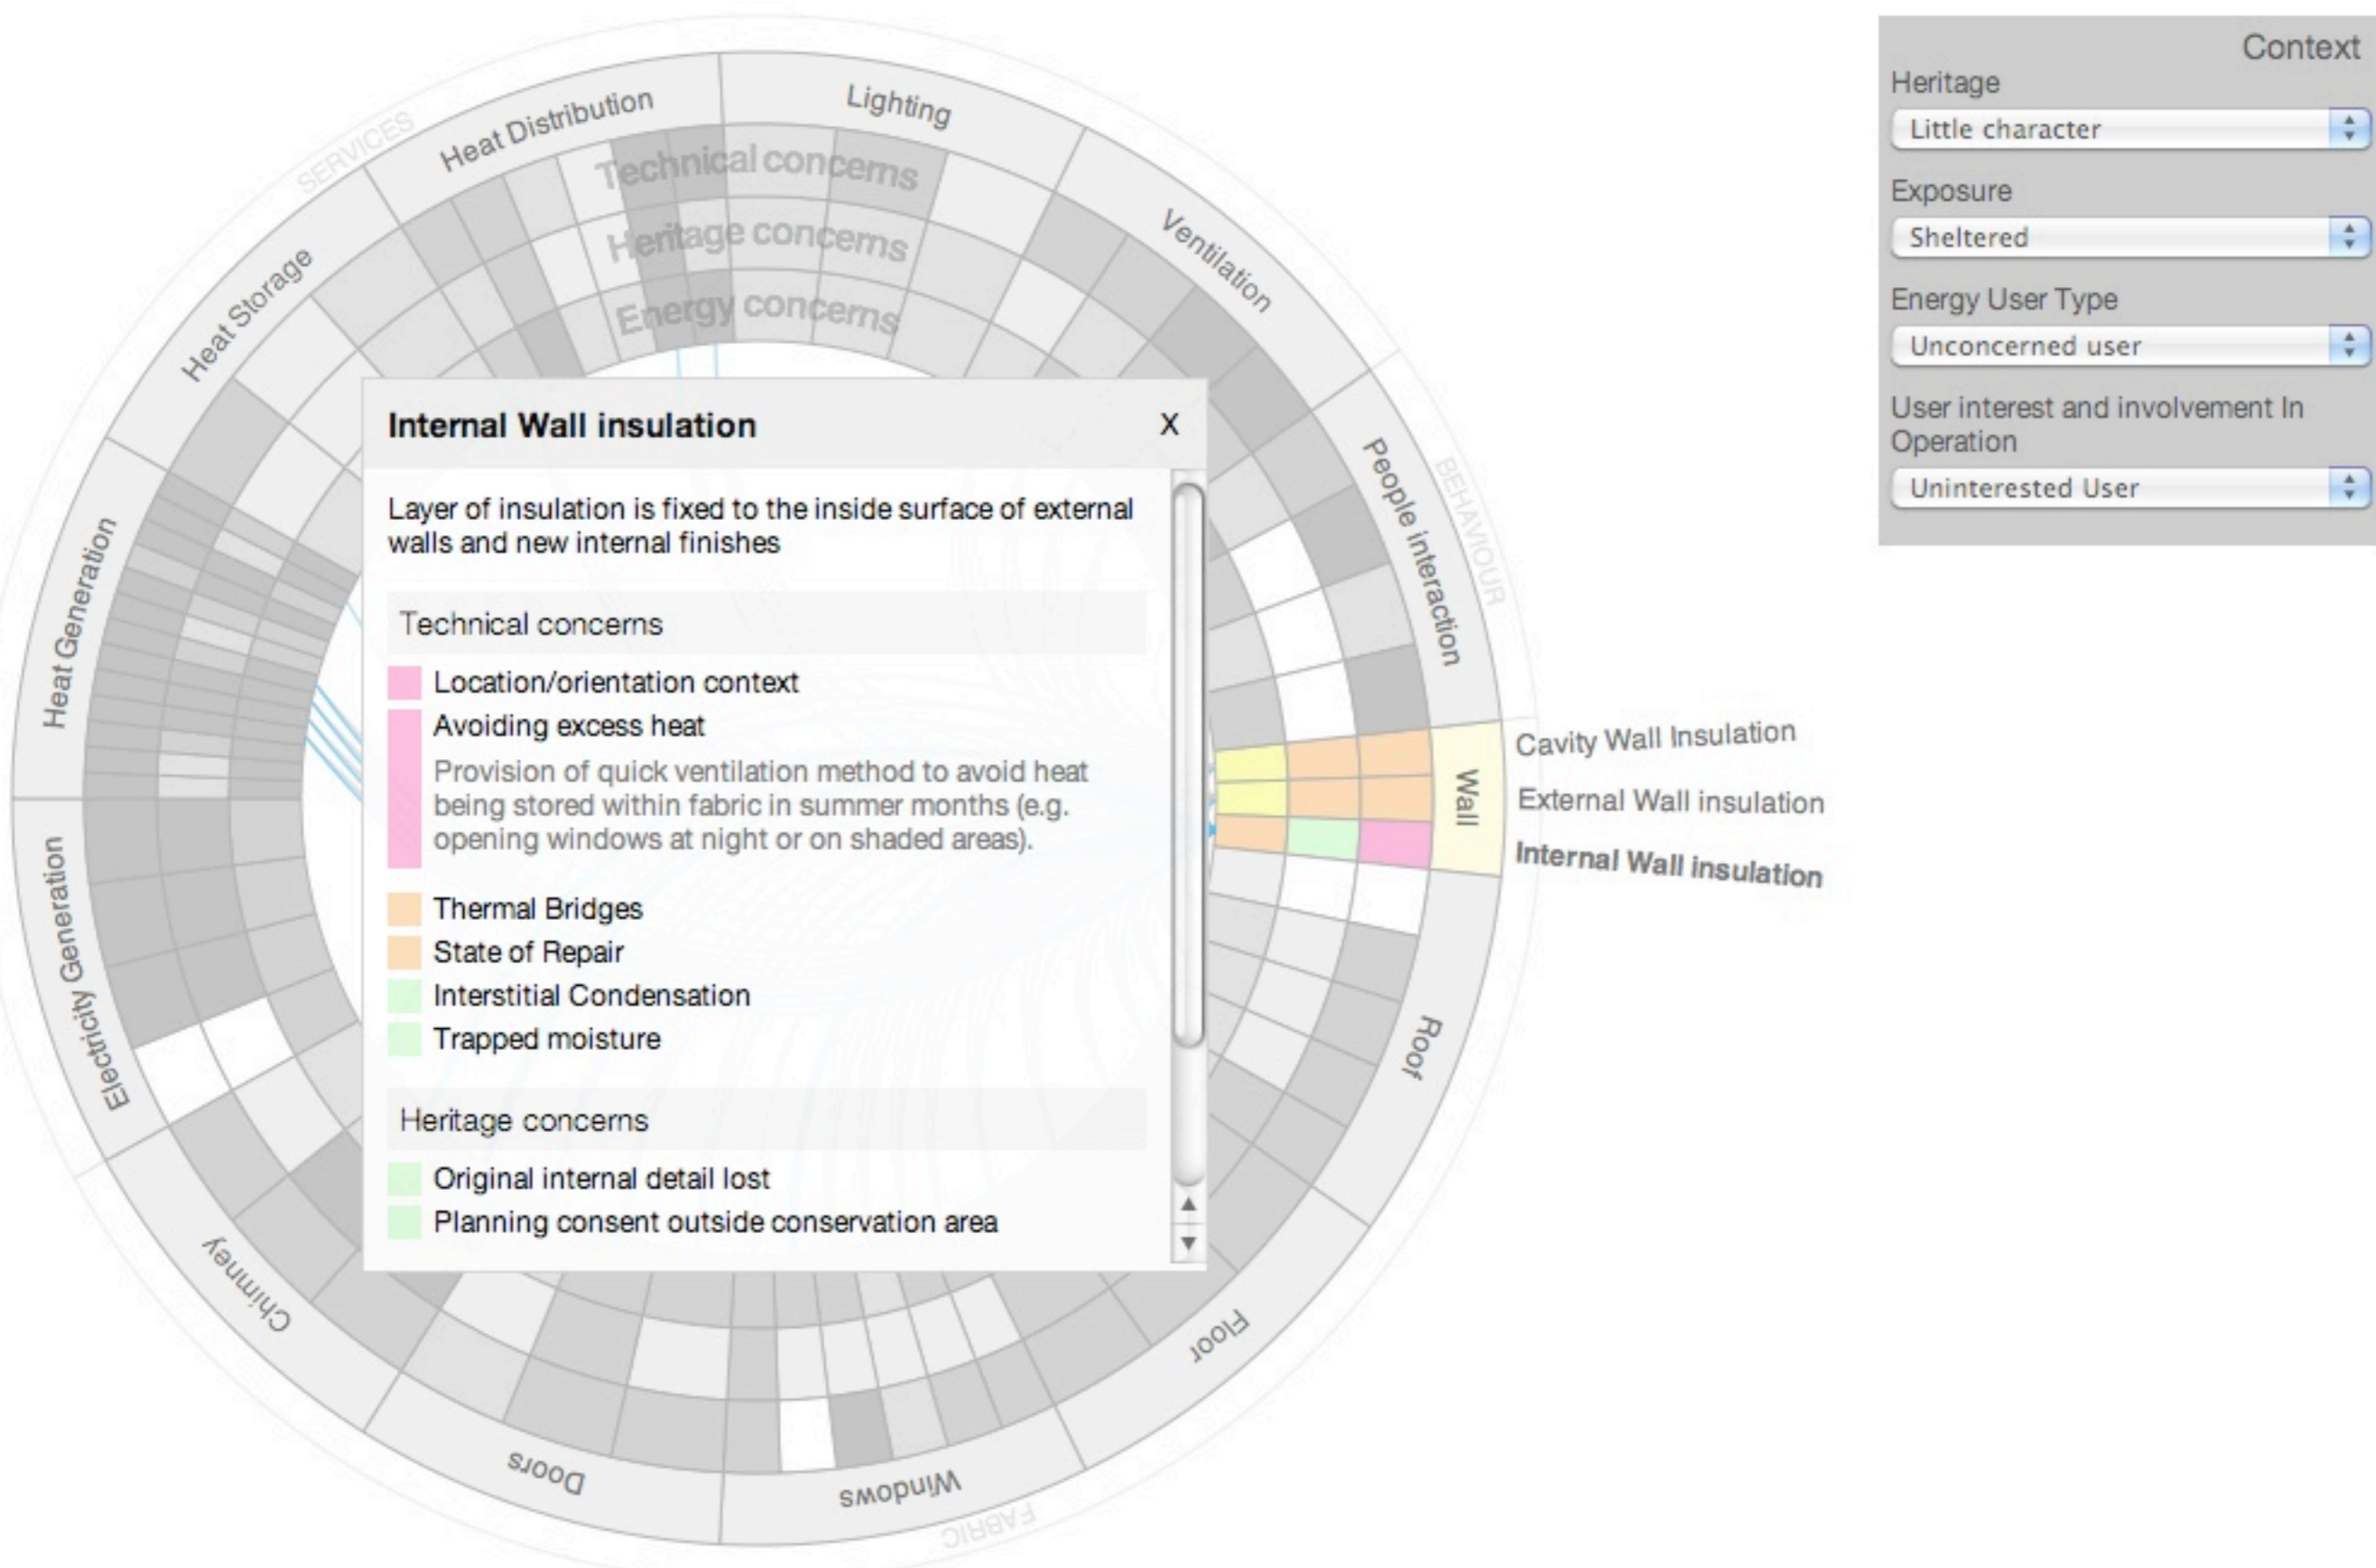 Context
Heritage
Little character
Exposure
Sheltered
Energy User Type
Unconcerned user
User interest and involvement In
Operation
Uninterested User
SERVICES
Heat Distribution
Lighting
Ventilation
People interaction
BEHAVIOUR
Wall
Cavity Wall Insulation
External Wall insulation
Internal Wall insulation
Roof
Floor
Windows
FABRIC
Doors
Chimney
Electricity Generation
Heat Generation
Heat Storage
Technical concerns
Heritage concerns
Energy concerns
Internal Wall insulation
X
Layer of insulation is fixed to the inside surface of external
walls and new internal finishes
Technical concerns
Location/orientation context
Avoiding excess heat
Provision of quick ventilation method to avoid heat
being stored within fabric in summer months (e.g.
opening windows at night or on shaded areas).
Thermal Bridges
State of Repair
Interstitial Condensation
Trapped moisture
Heritage concerns
Original internal detail lost
Planning consent outside conservation area